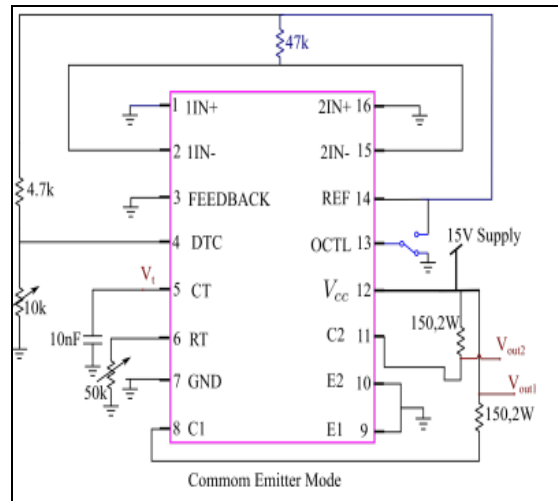 47k
1 1IN+ 2IN+ 16
2 1IN- 2IN- 15
4.7k
3 FEEDBACK REF 14
4 DTC OCTL 13
15V Supply
V1
5 CT VCC 12
10k
150,2W
10nF
6 RT C2 11
Vout2
50k
7 GND E2 10
Vout1
150,2W
8 C1 E1 9
Commom Emitter Mode